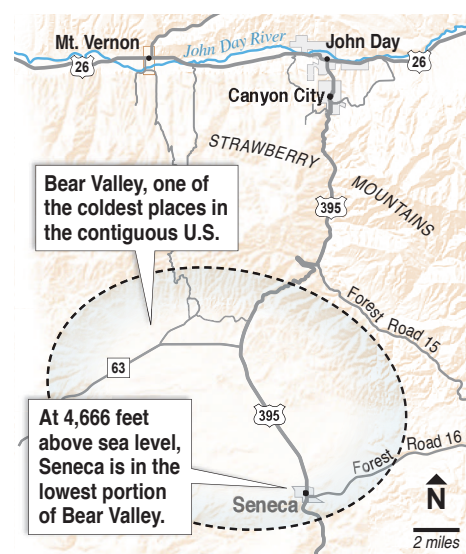 Mt. Vernon
John Day River
John Day
26
26
Canyon City
STRAWBERRY
MOUNTAINS
Bear Valley, one of
the coldest places in
the contiguous U.S.
395
Forest Road 15
63
At 4,666 feet
above sea level,
Seneca is in the
lowest portion
of Bear Valley.
395
Forest Road 16
Seneca
N
2 miles